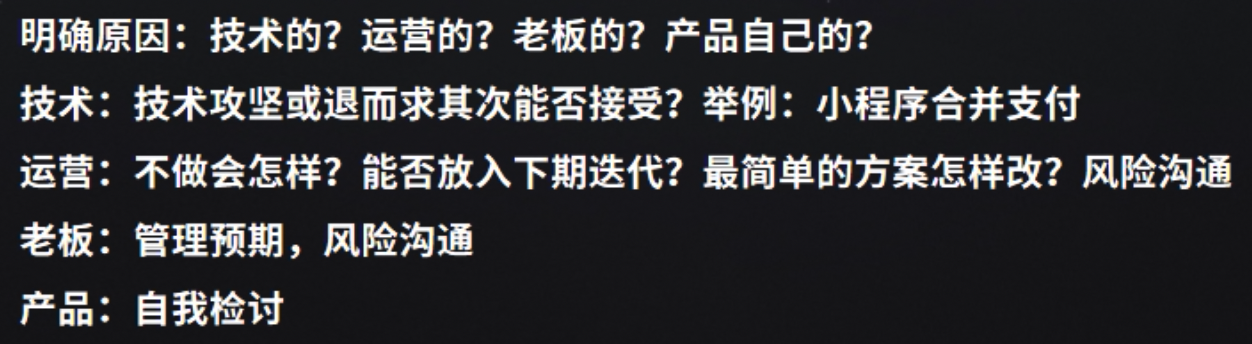 明确原因：技术的？运营的？老板的？产品自己的？
技术：技术攻坚或退而求其次能否接受？举例：小程序合并支付
运营：不做会怎样？能否放入下期迭代？最简单的方案怎样改？风险沟通
老板：管理预期，风险沟通
产品：自我检讨